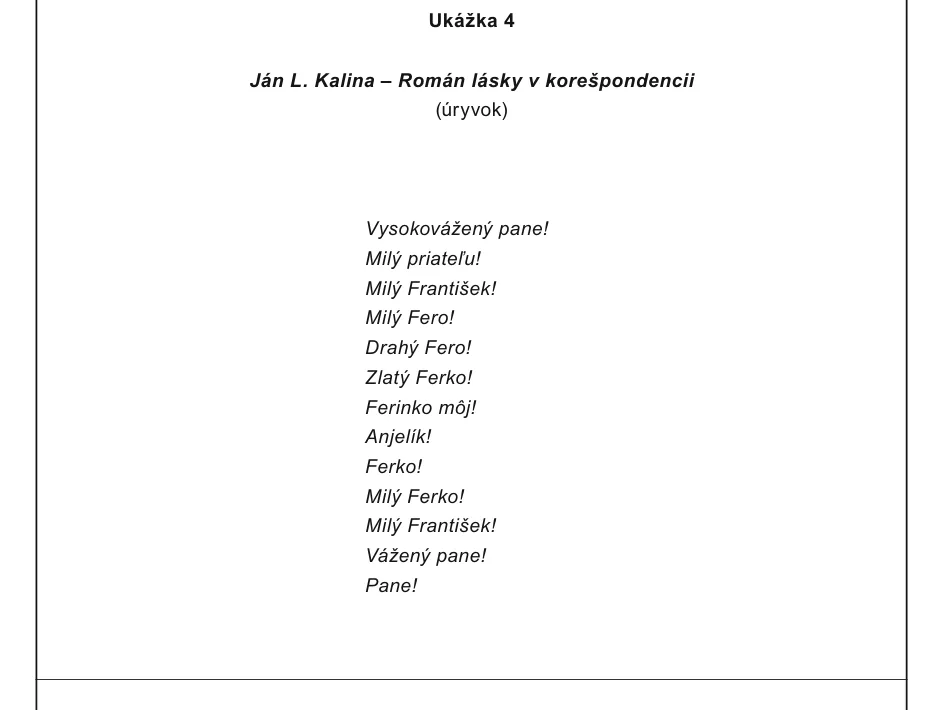 Ukážka 4
Ján L. Kalina – Román lásky v korešpondencii
(úryvok)
Vysokovážený pane!
Milý priateľu!
Milý František!
Milý Fero!
Drahý Fero!
Zlatý Ferko!
Ferinko môj!
Anjelík!
Ferko!
Milý Ferko!
Milý František!
Vážený pane!
Pane!